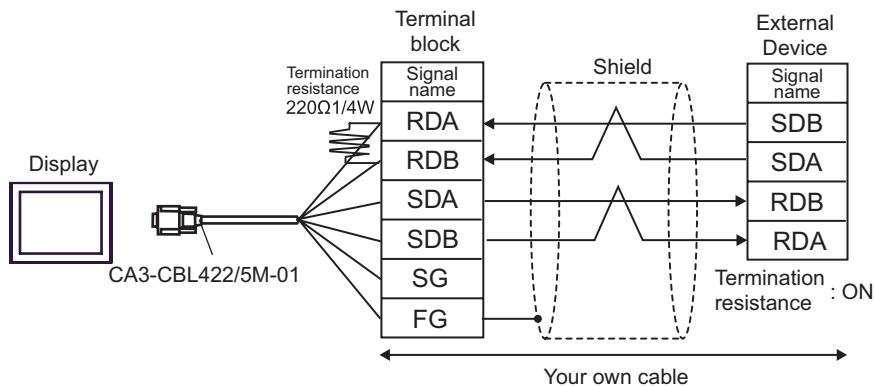 Terminal
block
External
Device
Termination
resistance
220Ω1/4W
Signal
name
Shield
Signal
name
RDA
SDB
RDB
SDA
Display
SDA
RDB
SDB
RDA
CA3-CBL422/5M-01
SG
Termination
resistance : ON
FG
Your own cable